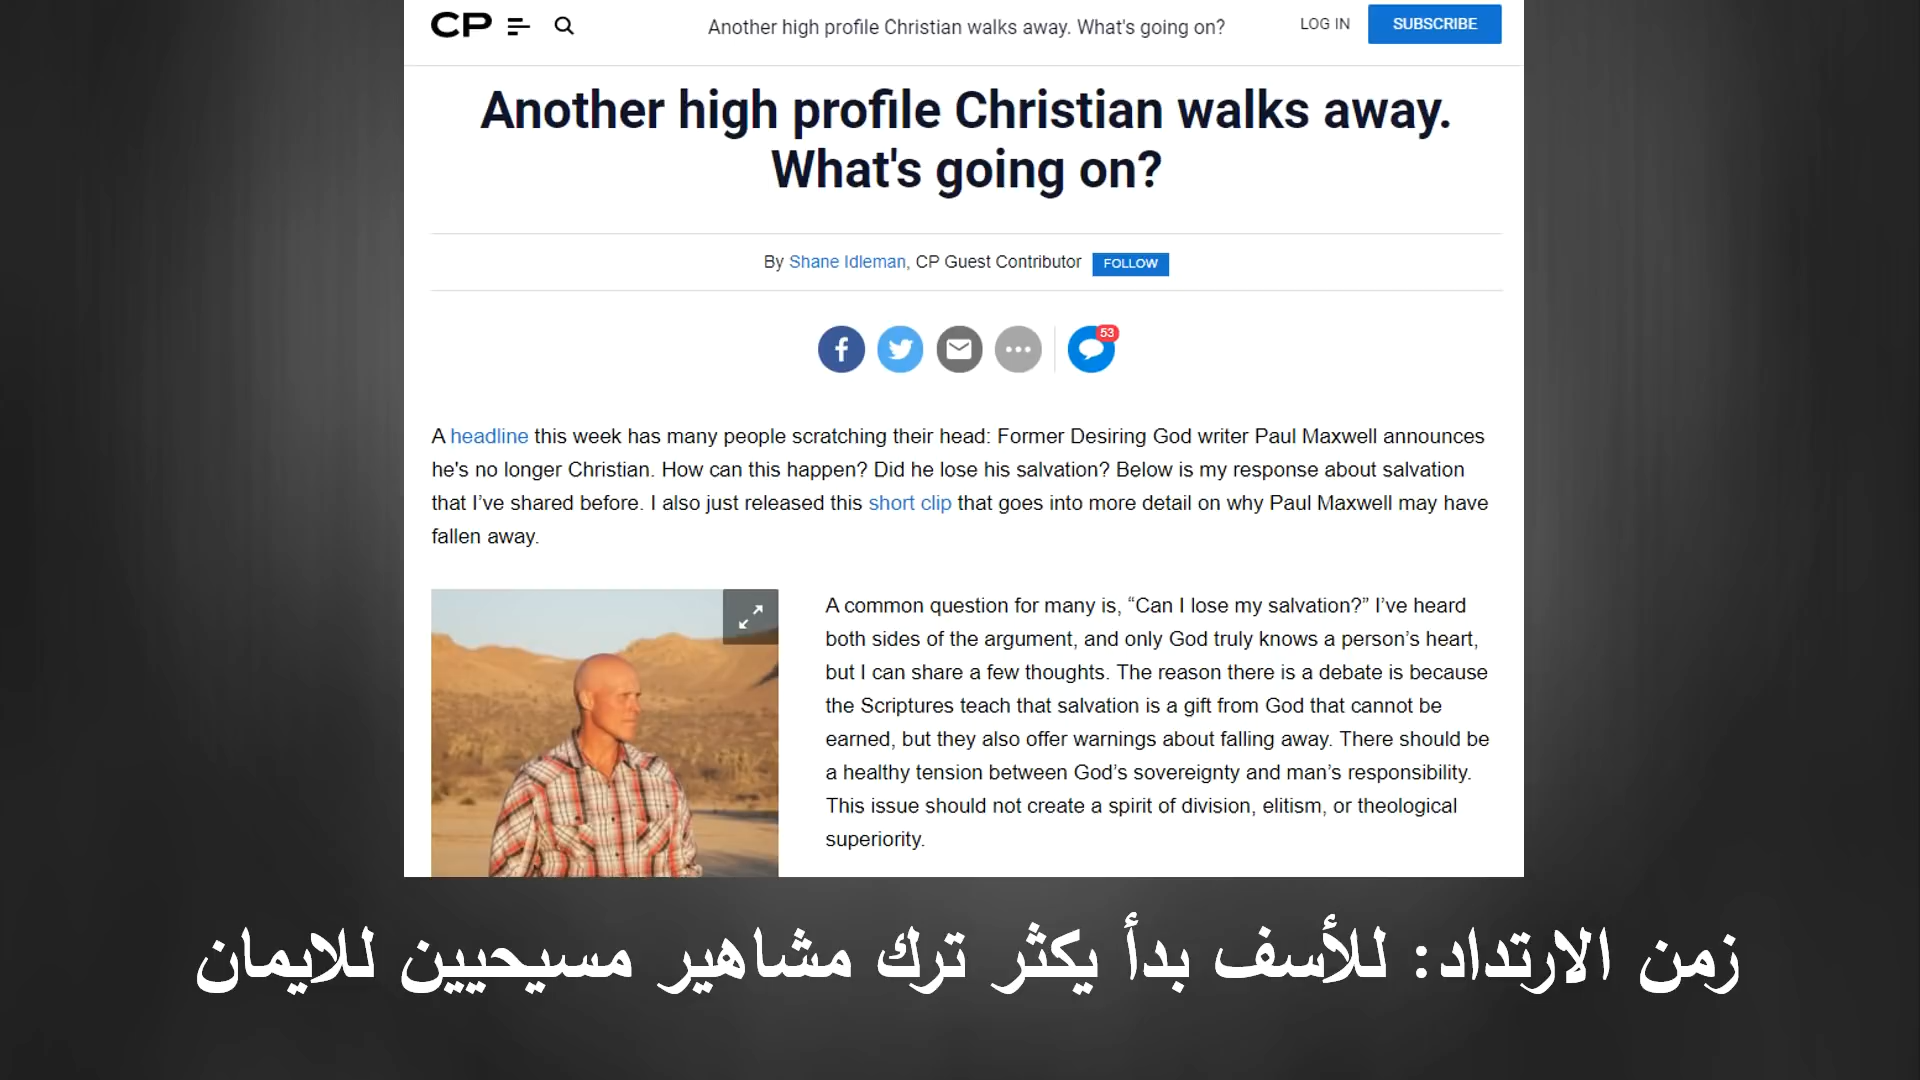 CP
Another high profile Christian walks away. What's going on?
LOG IN
SUBSCRIBE
Another high profile Christian walks away.
What's going on?
By Shane Idleman, CP Guest Contributor FOLLOW
53
A headline this week has many people scratching their head: Former Desiring God writer Paul Maxwell announces
he's no longer Christian. How can this happen? Did he lose his salvation? Below is my response about salvation
that I’ve shared before. I also just released this short clip that goes into more detail on why Paul Maxwell may have
fallen away.
A common question for many is, “Can I lose my salvation?” I’ve heard
both sides of the argument, and only God truly knows a person’s heart,
but I can share a few thoughts. The reason there is a debate is because
the Scriptures teach that salvation is a gift from God that cannot be
earned, but they also offer warnings about falling away. There should be
a healthy tension between God’s sovereignty and man’s responsibility.
This issue should not create a spirit of division, elitism, or theological
superiority.
زمن الارتداد: للأسف بدأ يكثر ترك مشاهير مسيحيين للايمان